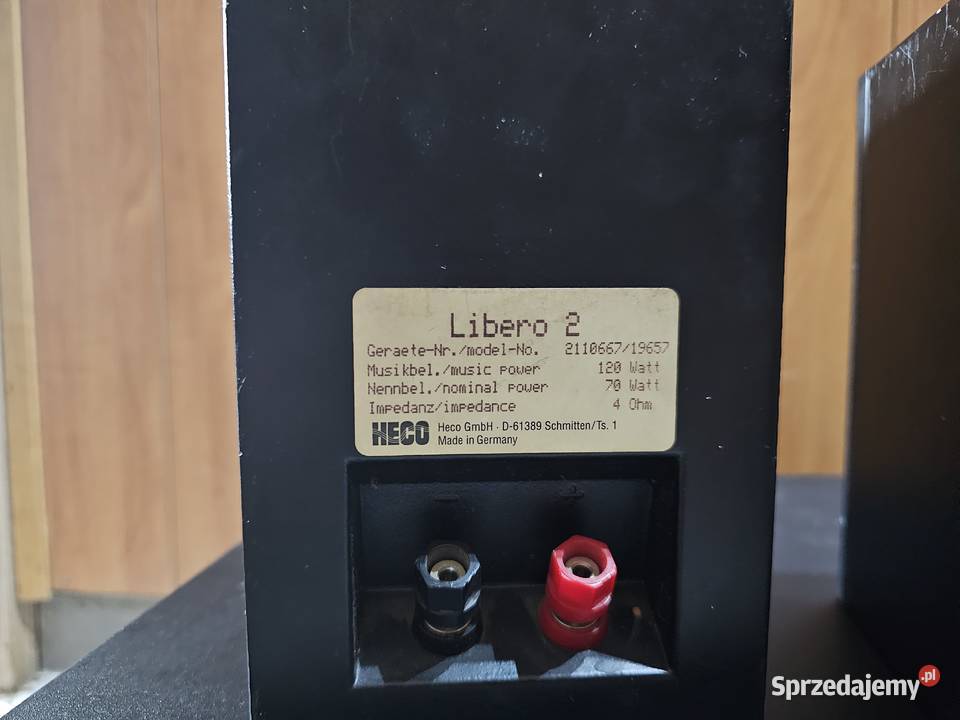 Libero 2
Geraete-Nr./model-No. 2110667/19657
Musikbel./music power 120 Watt
Nennbel./nominal power 70 Watt
Impedanz/impedance 4 Ohm
HECO Heco GmbH · D-61389 Schmitten/Ts. 1
Made in Germany
Sprzedajemy.pl